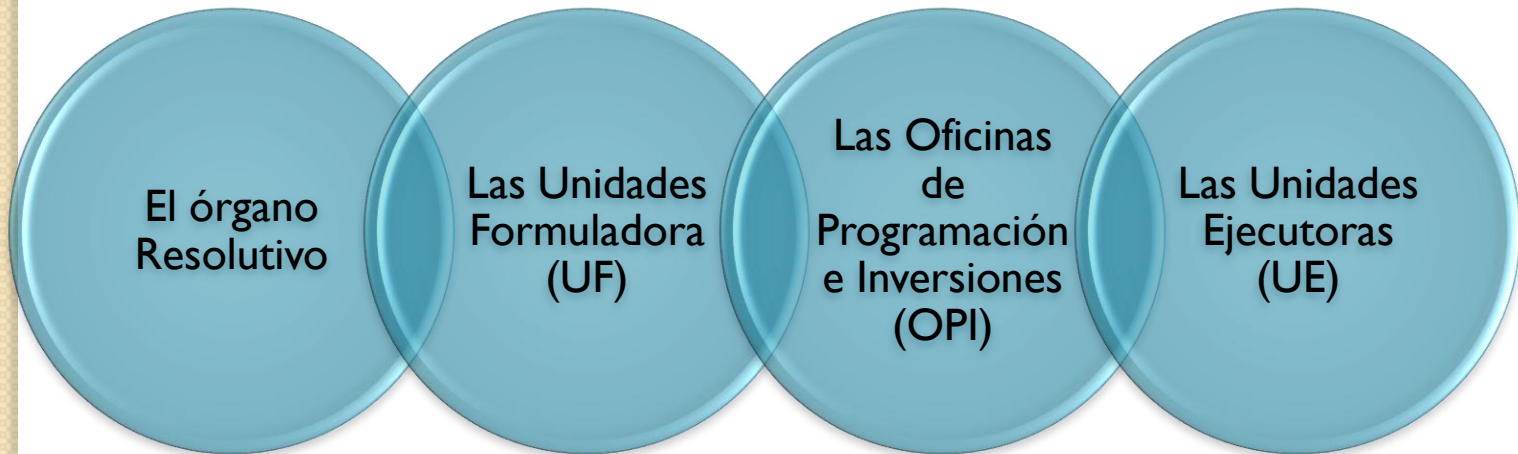 El órgano
Resolutivo
Las Unidades
Formuladora
(UF)
Las Oficinas
de
Programación
e Inversiones
(OPI)
Las Unidades
Ejecutoras
(UE)